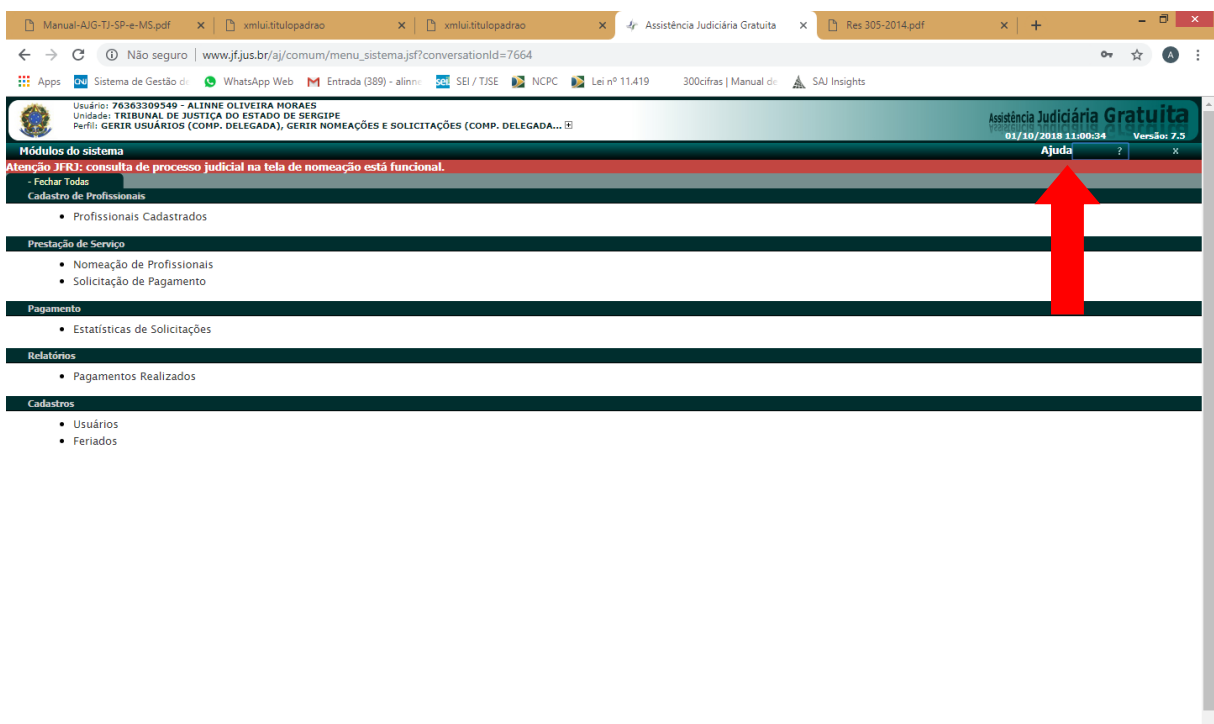 Manual-AJG-TJ-SP-e-MS.pdf
xmlui.titulopadrao
xmlui.titulopadrao
Assistência Judiciária Gratuita
Res 305-2014.pdf
Não seguro | www.jf.jus.br/aj/comum/menu_sistema.jsf?conversationId=7664
A
Apps
CNJ Sistema de Gestão de
WhatsApp Web
Entrada (389) - alinne
sei! SEI / TJSE
NCPC
Lei nº 11.419
300cifras | Manual de
SAJ Insights
Usuário: 76363309549 - ALINNE OLIVEIRA MORAES
Unidade: TRIBUNAL DE JUSTIÇA DO ESTADO DE SERGIPE
Perfil: GERIR USUÁRIOS (COMP. DELEGADA), GERIR NOMEAÇÕES E SOLICITAÇÕES (COMP. DELEGADA...
Assistência Judiciária Gratuita
01/10/2018 11:00:34 Versão: 7.5
Módulos do sistema
Ajuda ? x
Atenção JFRJ: consulta de processo judicial na tela de nomeação está funcional.
- Fechar Todas
Cadastro de Profissionais
• Profissionais Cadastrados
Prestação de Serviço
• Nomeação de Profissionais
• Solicitação de Pagamento
Pagamento
• Estatísticas de Solicitações
Relatórios
• Pagamentos Realizados
Cadastros
• Usuários
• Feriados